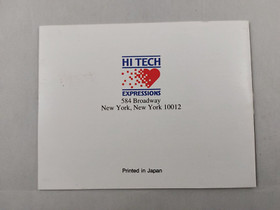 HI TECH
EXPRESSIONS
584 Broadway
New York, New York 10012
Printed in Japan